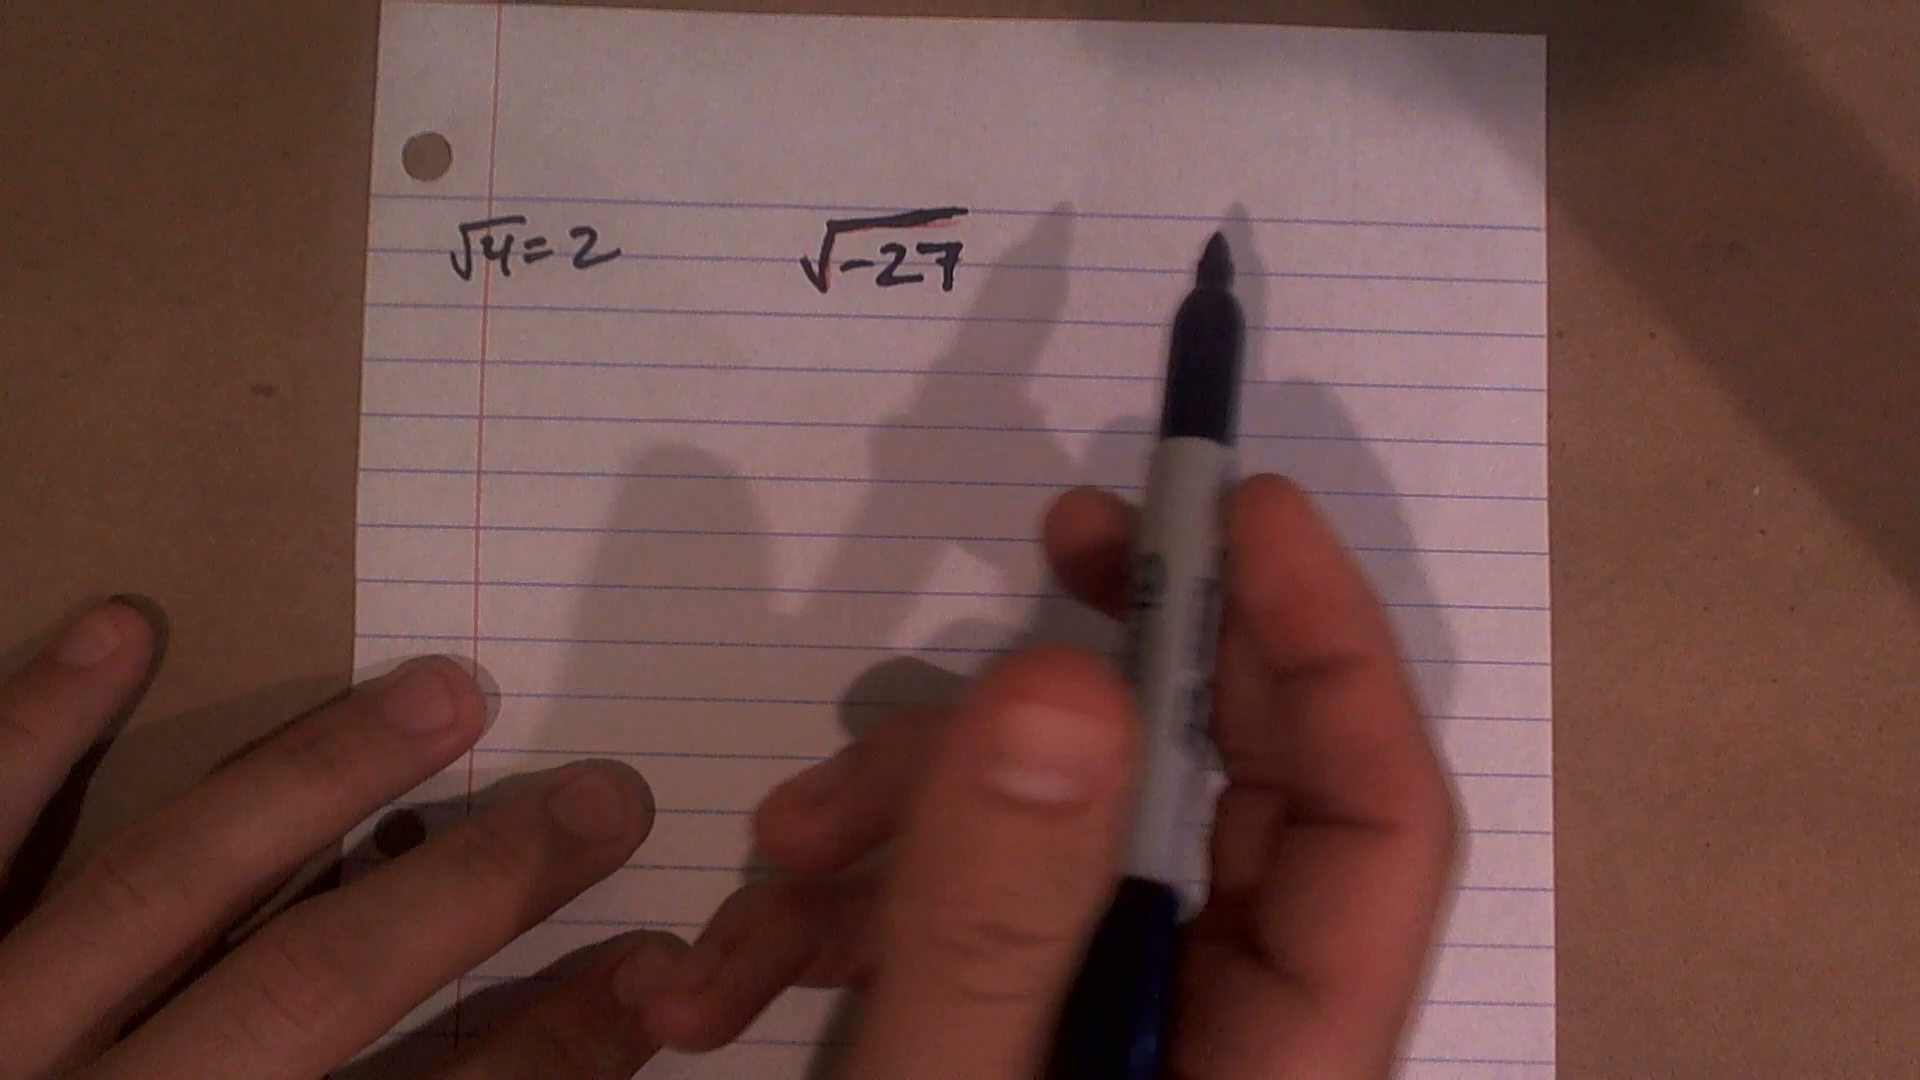 √4 = 2 √-27